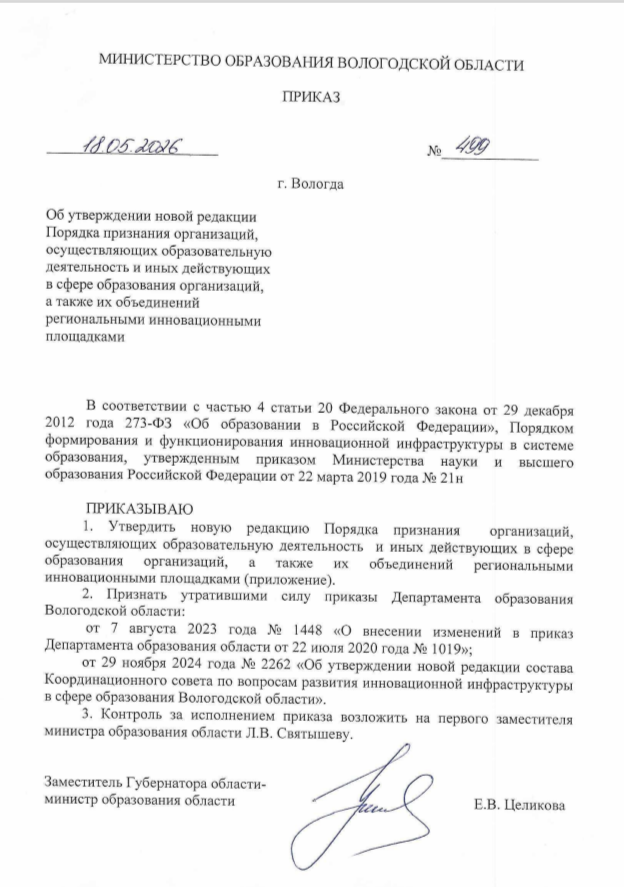 МИНИСТЕРСТВО ОБРАЗОВАНИЯ ВОЛОГОДСКОЙ ОБЛАСТИ
ПРИКАЗ
18.05.2026 № 499
г. Вологда
Об утверждении новой редакции
Порядка признания организаций,
осуществляющих образовательную
деятельность и иных действующих
в сфере образования организаций,
а также их объединений
региональными инновационными
площадками
В соответствии с частью 4 статьи 20 Федерального закона от 29 декабря
2012 года 273-ФЗ «Об образовании в Российской Федерации», Порядком
формирования и функционирования инновационной инфраструктуры в системе
образования, утвержденным приказом Министерства науки и высшего
образования Российской Федерации от 22 марта 2019 года № 21н
ПРИКАЗЫВАЮ
1. Утвердить новую редакцию Порядка признания организаций,
осуществляющих образовательную деятельность и иных действующих в сфере
образования организаций, а также их объединений региональными
инновационными площадками (приложение).
2. Признать утратившими силу приказы Департамента образования
Вологодской области:
от 7 августа 2023 года № 1448 «О внесении изменений в приказ
Департамента образования области от 22 июля 2020 года № 1019»;
от 29 ноября 2024 года № 2262 «Об утверждении новой редакции состава
Координационного совета по вопросам развития инновационной инфраструктуры
в сфере образования Вологодской области».
3. Контроль за исполнением приказа возложить на первого заместителя
министра образования области Л.В. Святышеву.
Заместитель Губернатора области-
министр образования области Е.В. Целикова